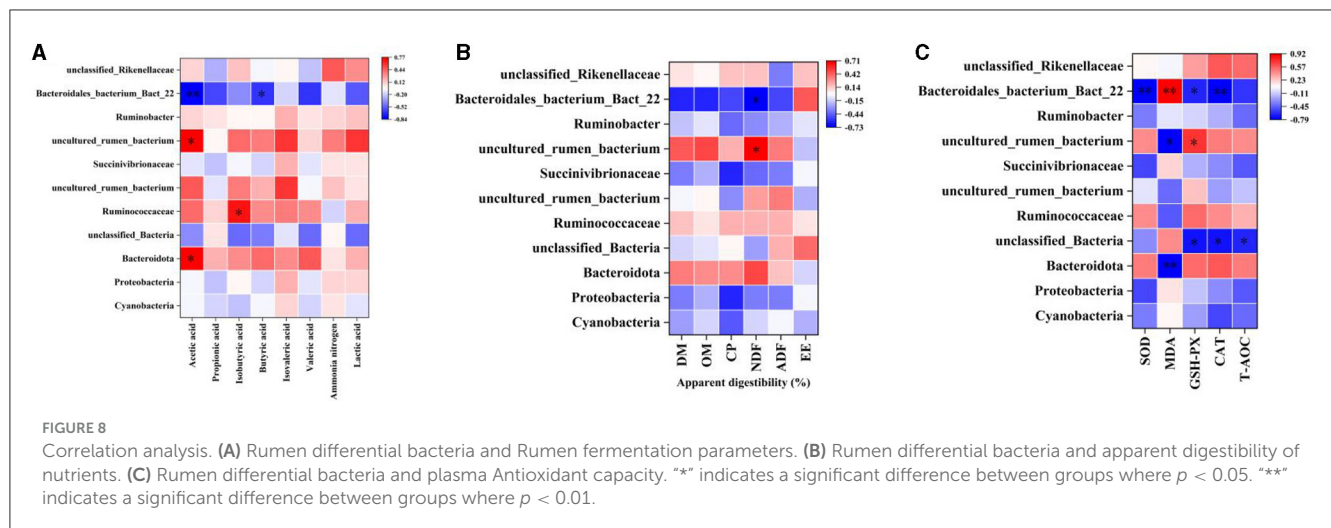 A
unclassified_Rikenellaceae
Bacteroidales_bacterium_Bact_22
Ruminobacter
uncultured_rumen_bacterium
Succinivibrionaceae
uncultured_rumen_bacterium
Ruminococcaceae
unclassified_Bacteria
Bacteroidota
Proteobacteria
Cyanobacteria
** *
*
*
*
Acetic acid
Propionic acid
Isobutyric acid
Butyric acid
Isovaleric acid
Valeric acid
Ammonia nitrogen
Lactic acid
0.77
0.44
0.12
-0.20
-0.52
-0.84
B
unclassified_Rikenellaceae
Bacteroidales_bacterium_Bact_22
Ruminobacter
uncultured_rumen_bacterium
Succinivibrionaceae
uncultured_rumen_bacterium
Ruminococcaceae
unclassified_Bacteria
Bacteroidota
Proteobacteria
Cyanobacteria
*
*
DM
OM
CP
NDF
ADF
EE
Apparent digestibility (%)
0.71
0.42
0.14
-0.15
-0.44
-0.73
C
unclassified_Rikenellaceae
Bacteroidales_bacterium_Bact_22
Ruminobacter
uncultured_rumen_bacterium
Succinivibrionaceae
uncultured_rumen_bacterium
Ruminococcaceae
unclassified_Bacteria
Bacteroidota
Proteobacteria
Cyanobacteria
** ** * **
* *
* * *
**
SOD
MDA
GSH-PX
CAT
T-AOC
0.92
0.57
0.23
-0.11
-0.45
-0.79
FIGURE 8
Correlation analysis. (A) Rumen differential bacteria and Rumen fermentation parameters. (B) Rumen differential bacteria and apparent digestibility of
nutrients. (C) Rumen differential bacteria and plasma Antioxidant capacity. “*” indicates a significant difference between groups where p < 0.05. “**”
indicates a significant difference between groups where p < 0.01.